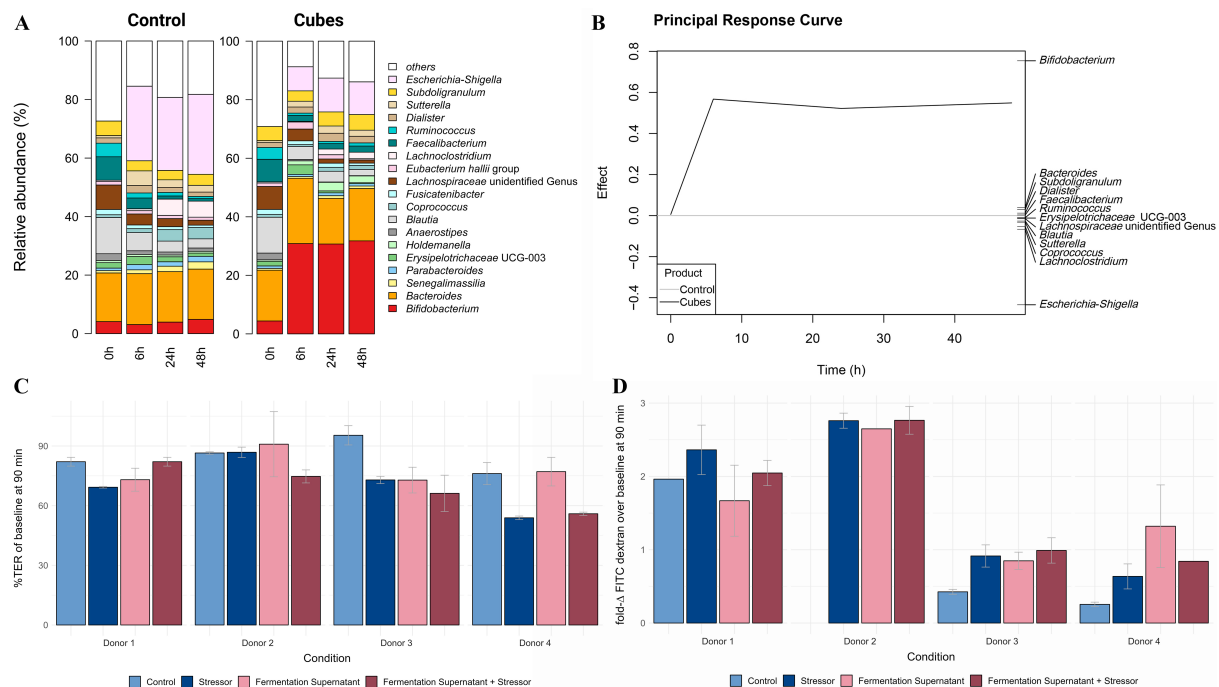 A
Control
Cubes
Relative abundance (%)
100
80
60
40
20
0
0h
6h
24h
48h
100
80
60
40
20
0
0h
6h
24h
48h
others
Escherichia-Shigella
Subdoligranulum
Sutterella
Dialister
Ruminococcus
Faecalibacterium
Lachnoclostridium
Eubacterium hallii group
Lachnospiraceae unidentified Genus
Fusicatenibacter
Coprococcus
Blautia
Anaerostipes
Holdemanella
Erysipelotrichaceae UCG-003
Parabacteroides
Senegalimassilia
Bacteroides
Bifidobacterium
B
Principal Response Curve
Effect
0.8
0.6
0.4
0.2
0.0
−0.2
−0.4
Product
Control
Cubes
0
10
20
30
40
Time (h)
Bifidobacterium
Bacteroides
Subdoligranulum
Dialister
Faecalibacterium
Ruminococcus
Erysipelotrichaceae UCG-003
Lachnospiraceae unidentified Genus
Blautia
Sutterella
Coprococcus
Lachnoclostridium
Escherichia-Shigella
C
%TER of baseline at 90 min
90
60
30
0
Donor 1
Donor 2
Donor 3
Donor 4
Condition
Control
Stressor
Fermentation Supernatant
Fermentation Supernatant + Stressor
D
fold-Δ FITC dextran over baseline at 90 min
3
2
1
0
Donor 1
Donor 2
Donor 3
Donor 4
Condition
Control
Stressor
Fermentation Supernatant
Fermentation Supernatant + Stressor